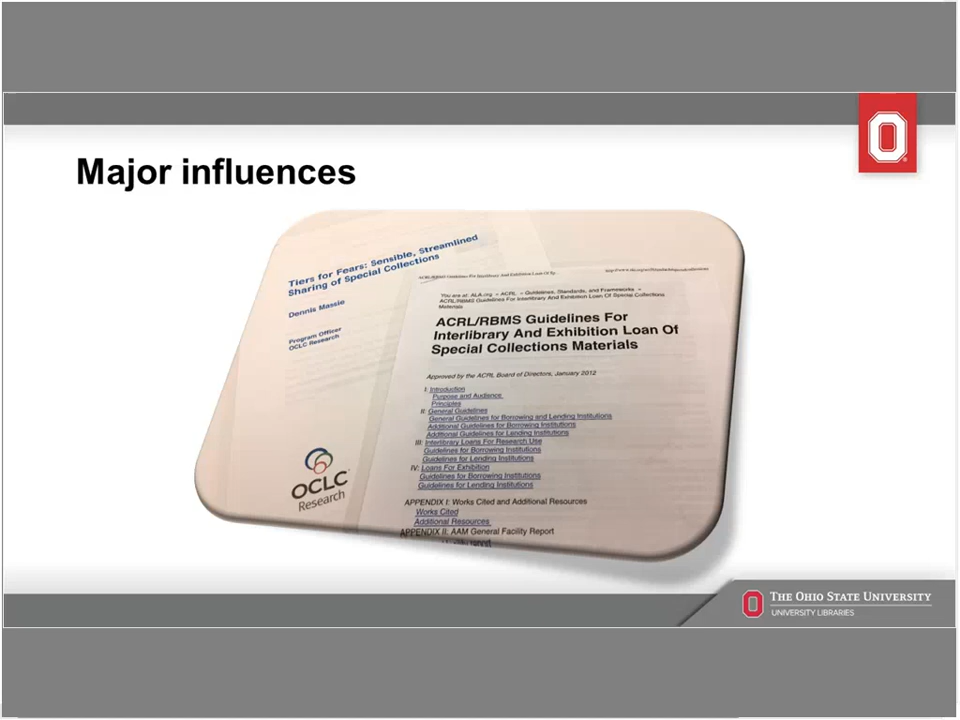 Major influences
Tiers for Fears: Sensible, Streamlined
Sharing of Special Collections
Dennis Massie
Program Officer
OCLC Research
OCLC
Research
ACRL/RBMS Guidelines For Interlibrary And Exhibition Loan Of Sp...
You are at: ALA.org » ACRL » Guidelines, Standards, and Frameworks »
ACRL/RBMS Guidelines For Interlibrary And Exhibition Loan Of Special Collections
Materials
ACRL/RBMS Guidelines For
Interlibrary And Exhibition Loan Of
Special Collections Materials
Approved by the ACRL Board of Directors, January 2012
I: Introduction
Purpose and Audience
Principles
II: General Guidelines
General Guidelines for Borrowing and Lending Institutions
Additional Guidelines for Borrowing Institutions
Additional Guidelines for Lending Institutions
III: Interlibrary Loans For Research Use
Guidelines for Borrowing Institutions
Guidelines for Lending Institutions
IV: Loans For Exhibition
Guidelines for Borrowing Institutions
Guidelines for Lending Institutions
APPENDIX I: Works Cited and Additional Resources
Works Cited
Additional Resources
APPENDIX II: AAM General Facility Report
THE OHIO STATE UNIVERSITY
UNIVERSITY LIBRARIES